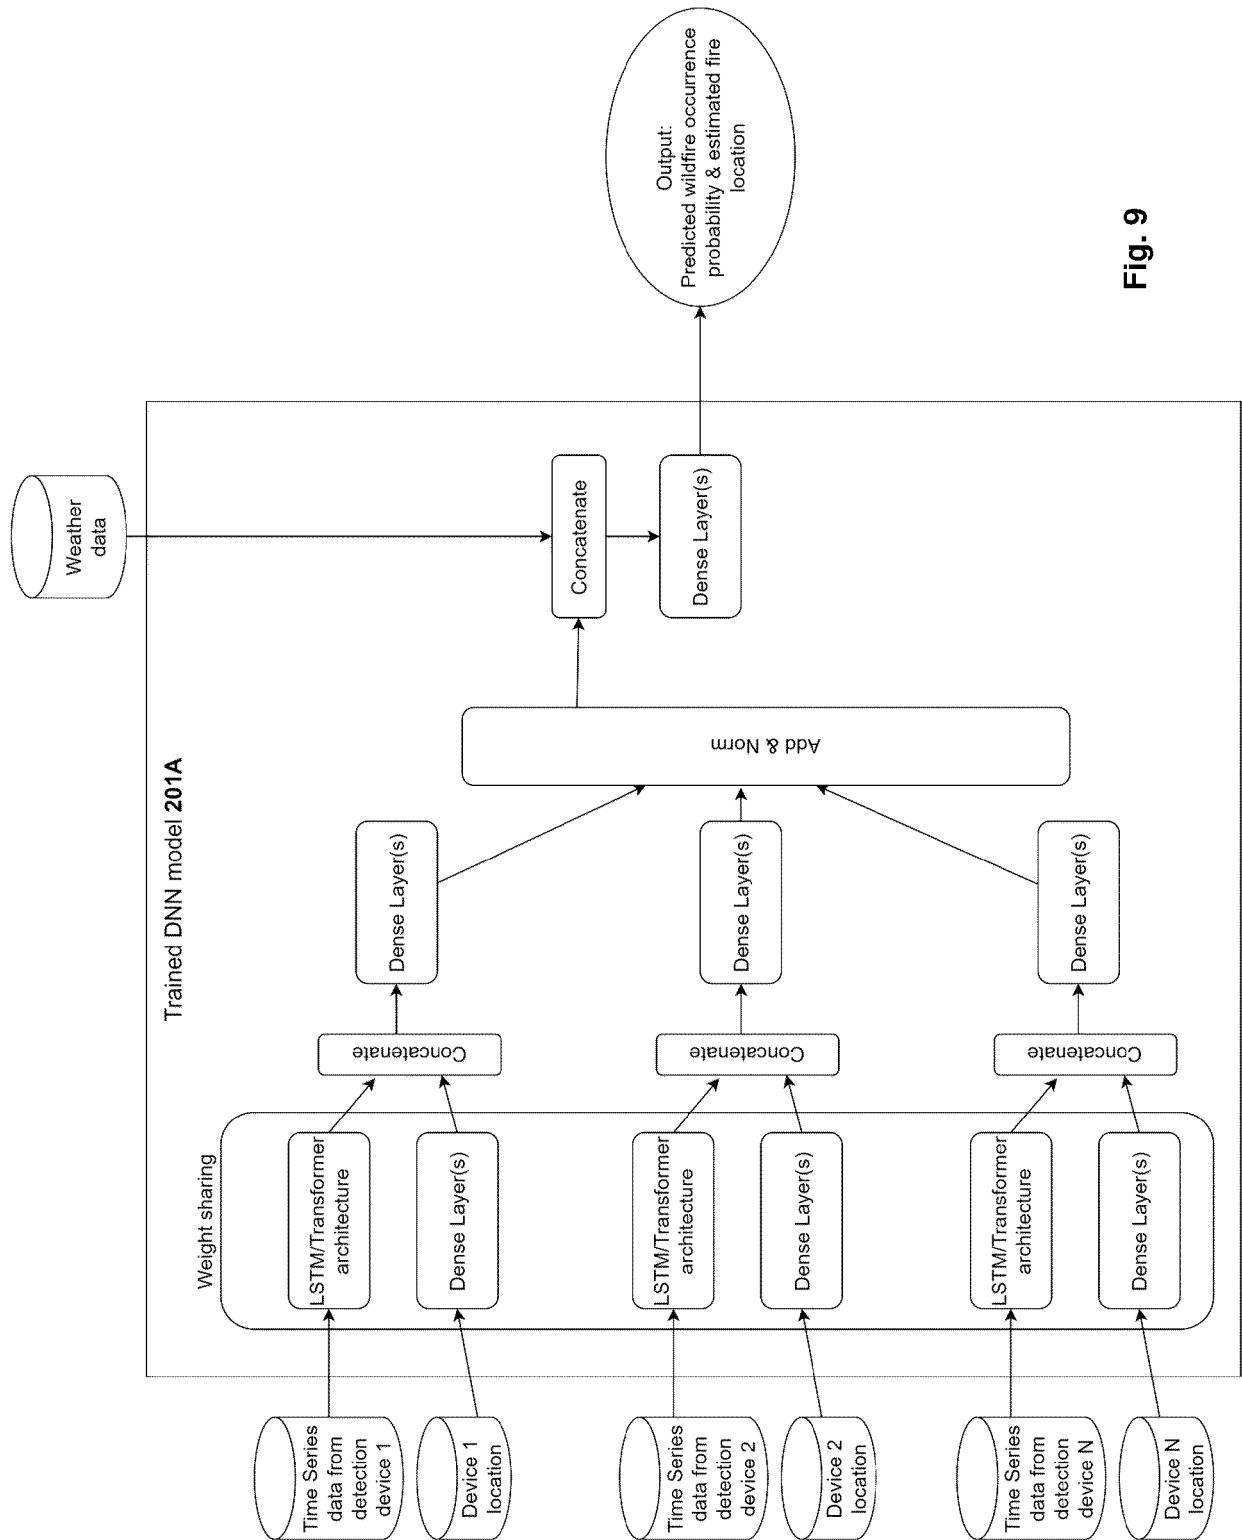 Weather
data
Trained DNN model 201A
Weight sharing
Time Series
data from
detection
device 1
LSTM/Transformer
architecture
Device 1
location
Dense Layer(s)
Concatenate
Dense Layer(s)
Time Series
data from
detection
device 2
LSTM/Transformer
architecture
Device 2
location
Dense Layer(s)
Concatenate
Dense Layer(s)
Time Series
data from
detection
device N
LSTM/Transformer
architecture
Device N
location
Dense Layer(s)
Concatenate
Dense Layer(s)
Add & Norm
Concatenate
Dense Layer(s)
Output:
Predicted wildfire occurrence
probability & estimated fire
location
Fig. 9